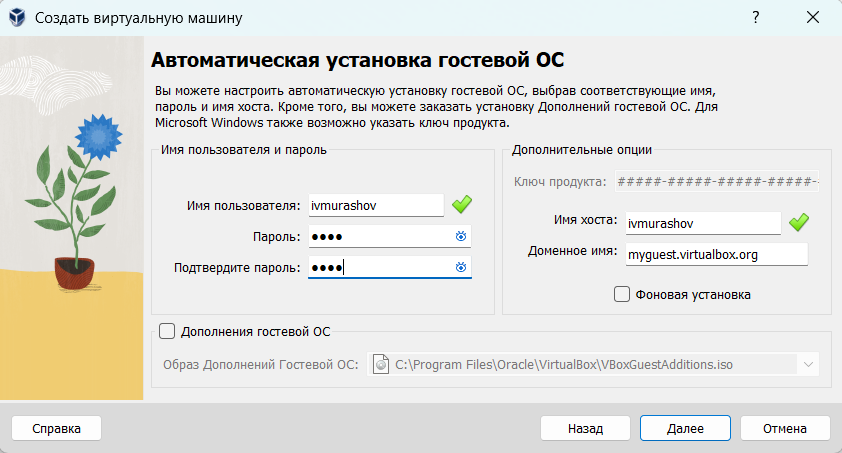 Создать виртуальную машину
Автоматическая установка гостевой ОС
Вы можете настроить автоматическую установку гостевой ОС, выбрав соответствующие имя,
пароль и имя хоста. Кроме того, вы можете заказать установку Дополнений гостевой ОС. Для
Microsoft Windows также возможно указать ключ продукта.
Имя пользователя и пароль
Имя пользователя: ivmurashov
Пароль: ●●●●
Подтвердите пароль: ●●●●
Дополнительные опции
Ключ продукта: #####-#####-#####-#####-
Имя хоста: ivmurashov
Доменное имя: myguest.virtualbox.org
Фоновая установка
Дополнения гостевой ОС
Образ Дополнений Гостевой ОС: C:\Program Files\Oracle\VirtualBox\VBoxGuestAdditions.iso
Справка
Назад
Далее
Отмена